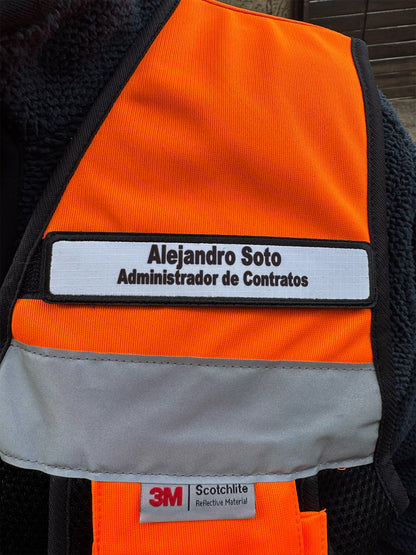 Alejandro Soto
Administrador de Contratos
3M Scotchlite
Reflective Material